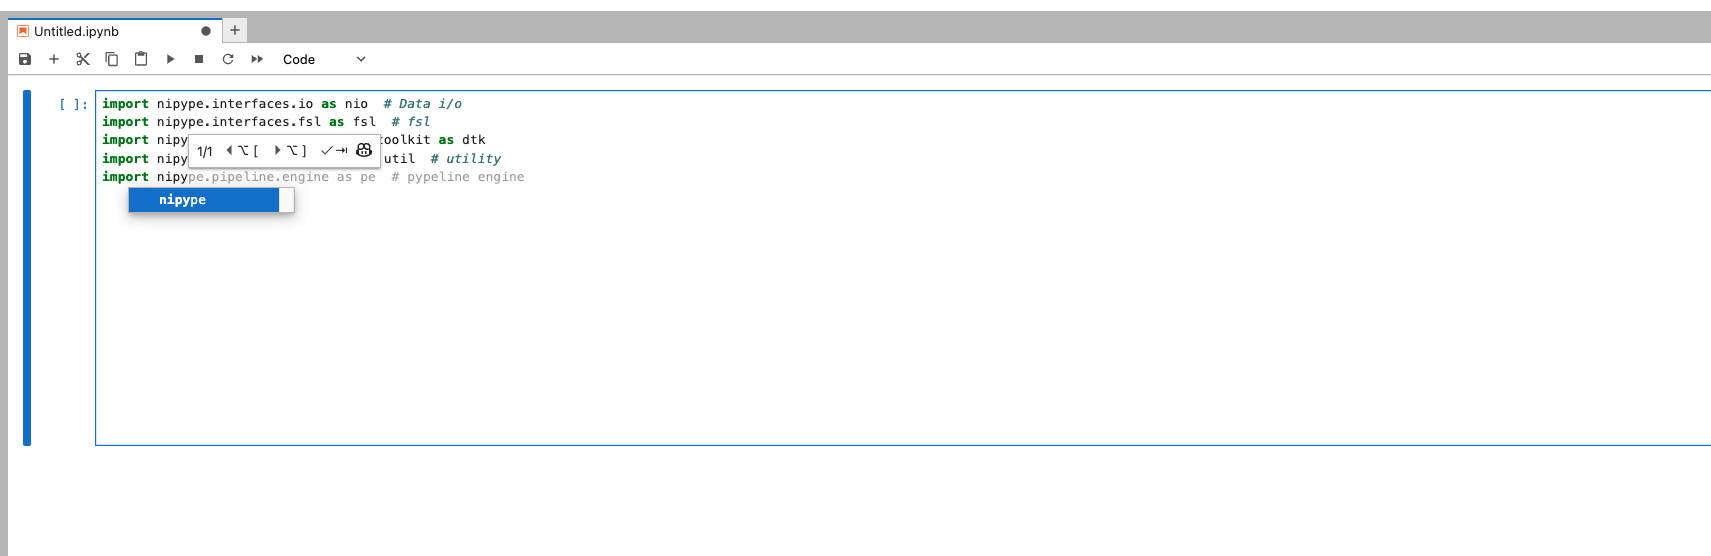 Untitled.ipynb
Code
[ ]: import nipype.interfaces.io as nio # Data i/o
import nipype.interfaces.fsl as fsl # fsl
import nipy oolkit as dtk
1/1 ⌥ [ ⌥ ]
import nipy util # utility
import nipype.pipeline.engine as pe # pypeline engine
nipype